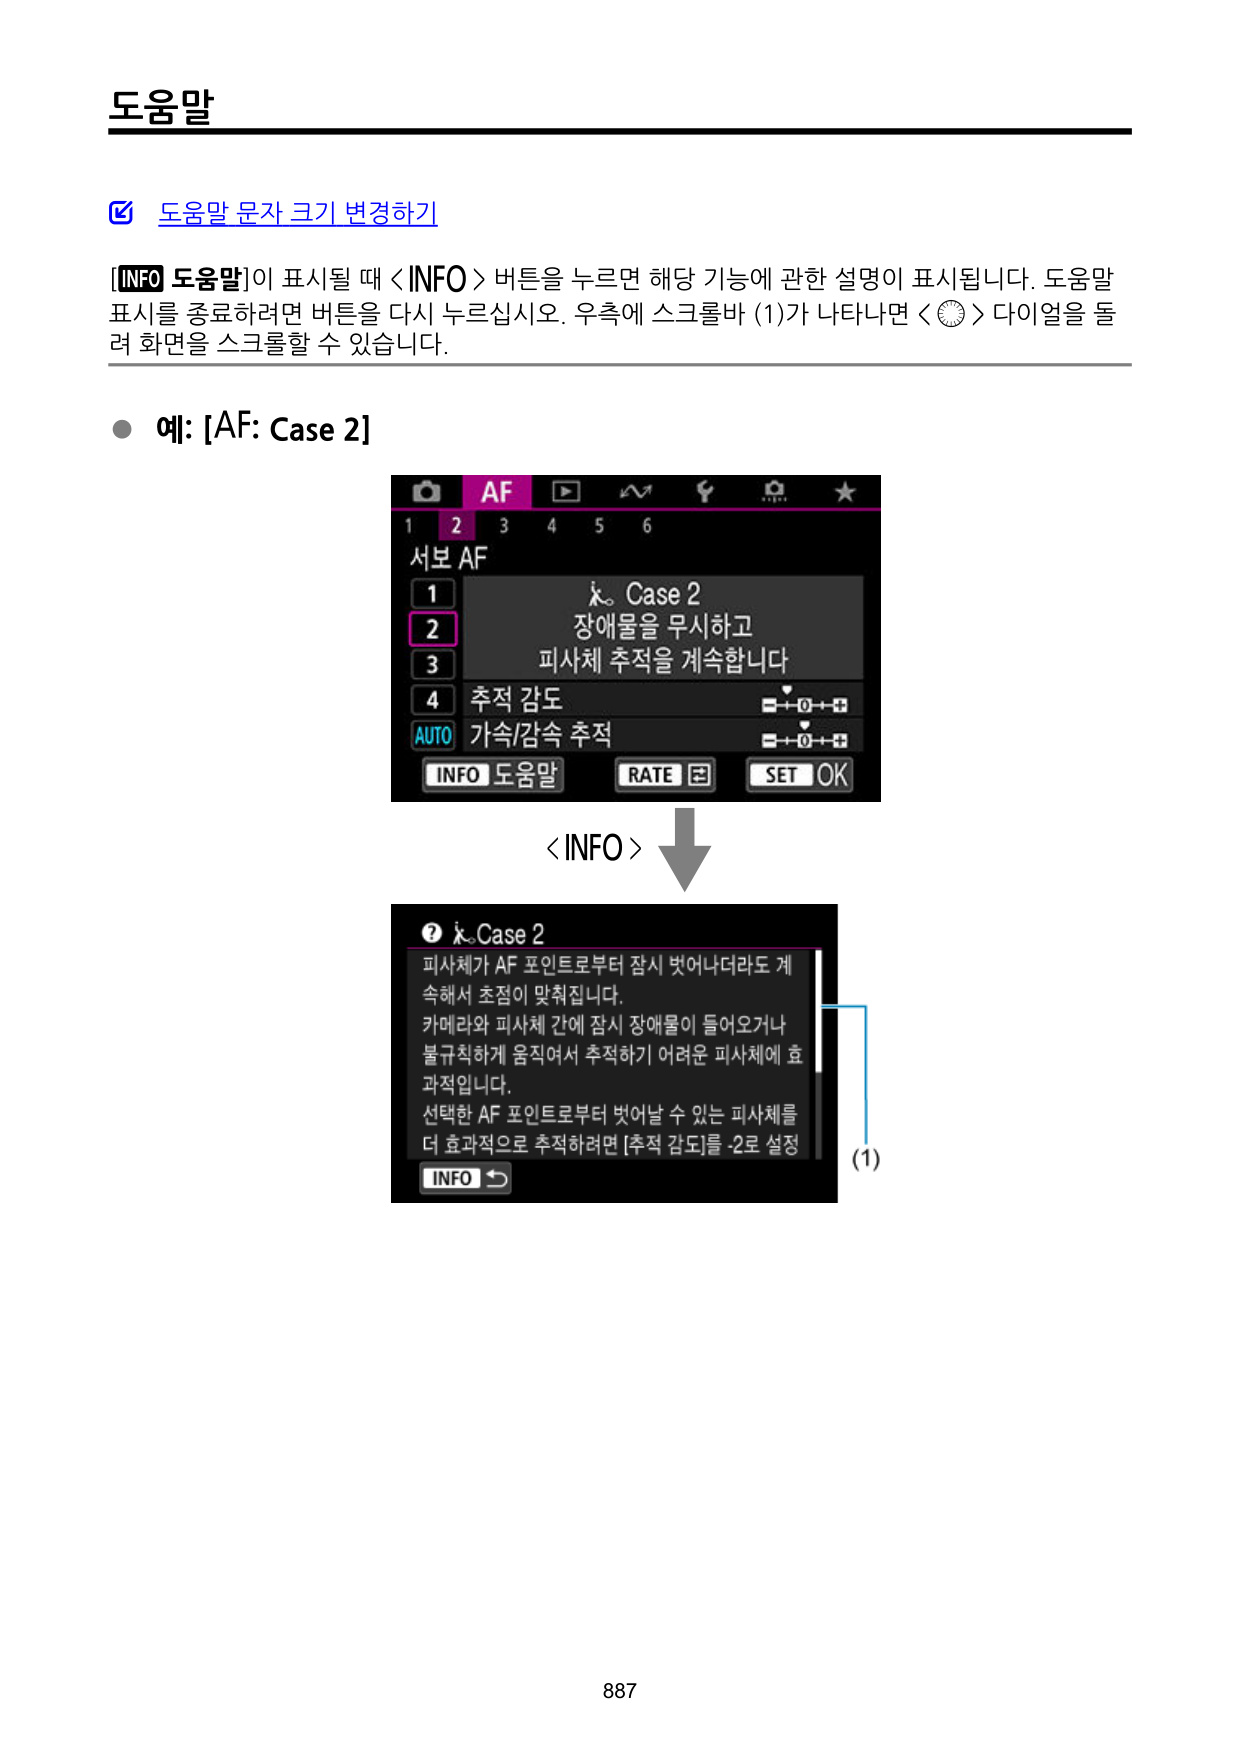 도움말
도움말 문자 크기 변경하기
[INFO 도움말]이 표시될 때 <INFO> 버튼을 누르면 해당 기능에 관한 설명이 표시됩니다. 도움말
표시를 종료하려면 버튼을 다시 누르십시오. 우측에 스크롤바 (1)가 나타나면 < > 다이얼을 돌
려 화면을 스크롤할 수 있습니다.
예: [AF: Case 2]
AF
1 2 3 4 5 6
서보 AF
1
Case 2
2
장애물을 무시하고
3
피사체 추적을 계속합니다
4 추적 감도 0
AUTO 가속/감속 추적 0
INFO 도움말 RATE SET OK
<INFO>
Case 2
피사체가 AF 포인트로부터 잠시 벗어나더라도 계
속해서 초점이 맞춰집니다.
카메라와 피사체 간에 잠시 장애물이 들어오거나
불규칙하게 움직여서 추적하기 어려운 피사체에 효
과적입니다.
선택한 AF 포인트로부터 벗어날 수 있는 피사체를
더 효과적으로 추적하려면 [추적 감도]를 -2로 설정
INFO
(1)
887